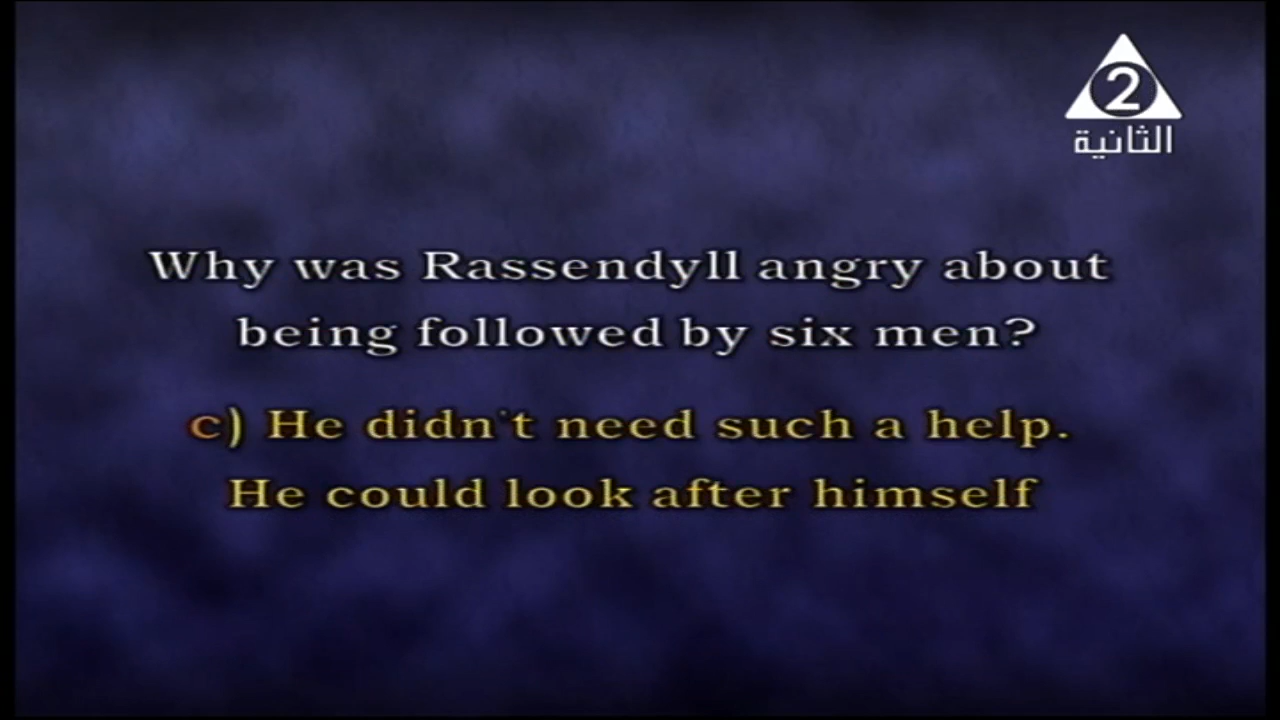 2
الثانية
Why was Rassendyll angry about
being followed by six men?
c) He didn't need such a help.
He could look after himself